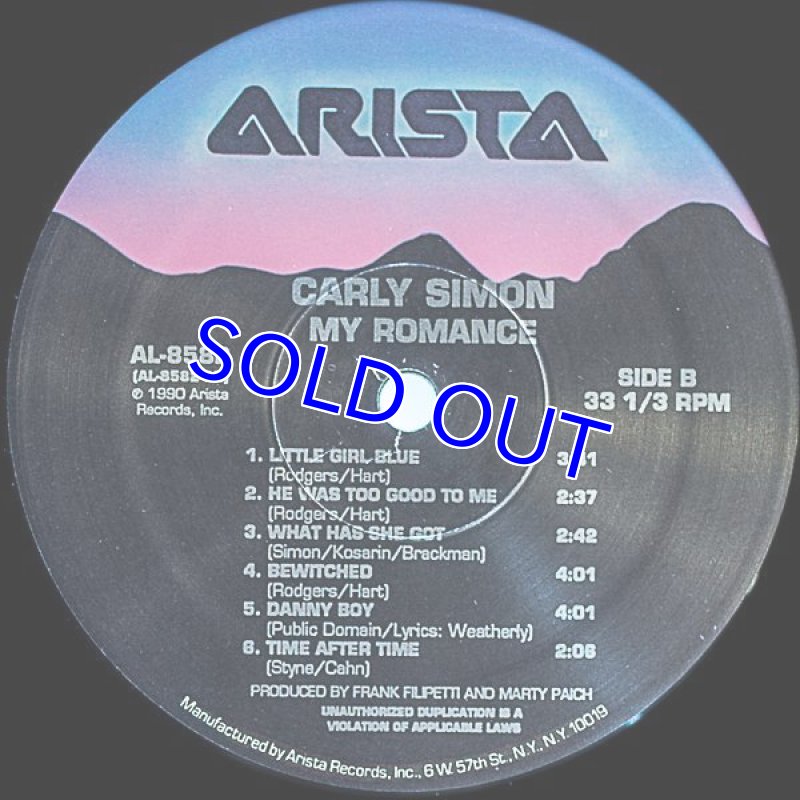 ARISTA
TM
CARLY SIMON
MY ROMANCE
SIDE B
33 1/3 RPM
℗ 1990 Arista
Records, Inc.
SOLD OUT
1. LITTLE GIRL BLUE
(Rodgers/Hart)
2. HE WAS TOO GOOD TO ME 2:37
(Rodgers/Hart)
3. WHAT HAS SHE GOT 2:42
(Simon/Kosarin/Brackman)
4. BEWITCHED 4:01
(Rodgers/Hart)
5. DANNY BOY 4:01
(Public Domain/Lyrics: Weatherly)
6. TIME AFTER TIME 2:08
(Styne/Cahn)
PRODUCED BY FRANK FILIPETTI AND MARTY PAICH
UNAUTHORIZED DUPLICATION IS A
VIOLATION OF APPLICABLE LAWS
Manufactured by Arista Records, Inc., 6 W. 57th St., N.Y., N.Y. 10019